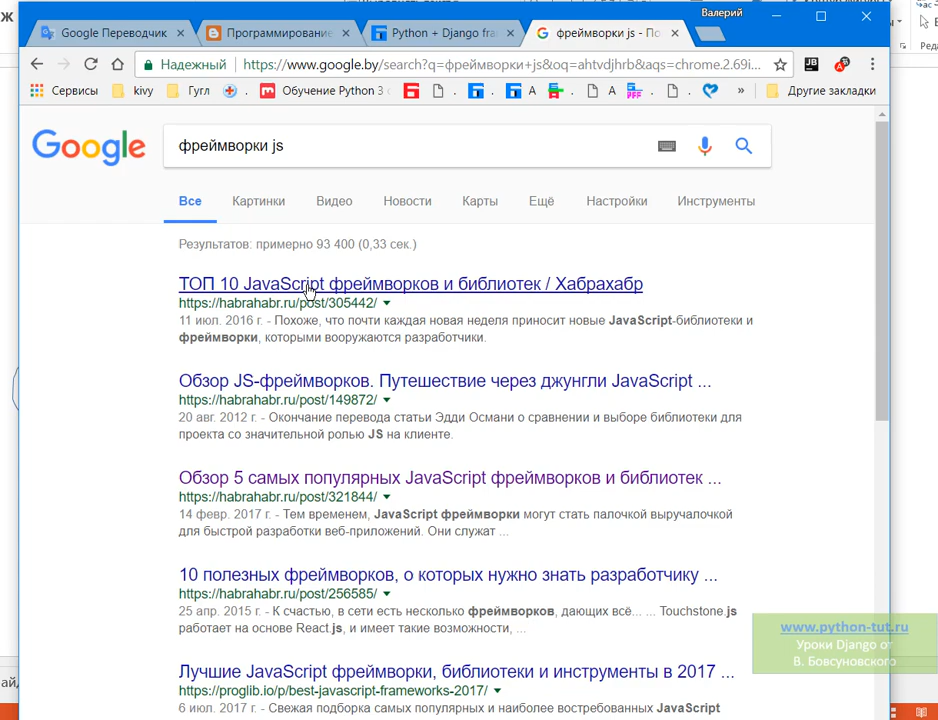 Валерий
Google Переводчик
Программирование
Python + Django fra
фреймворки js - По
Надежный
https://www.google.by/search?q=фреймворки+js&oq=ahtvdjhrb&aqs=chrome.2.69i...
Сервисы
kivy
Гугл
Обучение Python 3
А
А
»
Другие закладки
Google
фреймворки js
Все
Картинки
Видео
Новости
Карты
Ещё
Настройки
Инструменты
Результатов: примерно 93 400 (0,33 сек.)
ТОП 10 JavaScript фреймворков и библиотек / Хабрахабр
https://habrahabr.ru/post/305442/
11 июл. 2016 г. - Похоже, что почти каждая новая неделя приносит новые JavaScript-библиотеки и
фреймворки, которыми вооружаются разработчики.
Обзор JS-фреймворков. Путешествие через джунгли JavaScript ...
https://habrahabr.ru/post/149872/
20 авг. 2012 г. - Окончание перевода статьи Эдди Османи о сравнении и выборе библиотеки для
проекта со значительной ролью JS на клиенте.
Обзор 5 самых популярных JavaScript фреймворков и библиотек ...
https://habrahabr.ru/post/321844/
14 февр. 2017 г. - Тем временем, JavaScript фреймворки могут стать палочкой выручалочкой
для быстрой разработки веб-приложений. Они служат ...
10 полезных фреймворков, о которых нужно знать разработчику ...
https://habrahabr.ru/post/256585/
25 апр. 2015 г. - К счастью, в сети есть несколько фреймворков, дающих всё... ... Touchstone.js
работает на основе React.js, и имеет такие возможности, ...
Лучшие JavaScript фреймворки, библиотеки и инструменты в 2017 ...
https://proglib.io/p/best-javascript-frameworks-2017/
6 июл. 2017 г. - Свежая подборка самых популярных и наиболее востребованных JavaScript
www.python-tut.ru
Уроки Django от
В. Бовсуновского